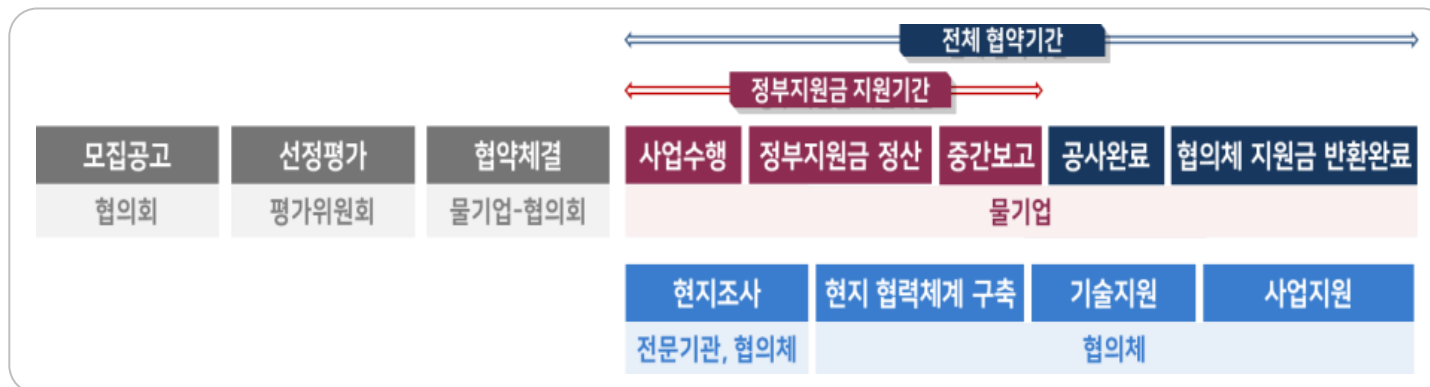 전체 협약기간
정부지원금 지원기간
모집공고 선정평가 협약체결 사업수행 정부지원금 정산 중간보고 공사완료 협의체 지원금 반환완료
협의회 평가위원회 물기업-협의회 물기업
현지조사 현지 협력체계 구축 기술지원 사업지원
전문기관, 협의체 협의체